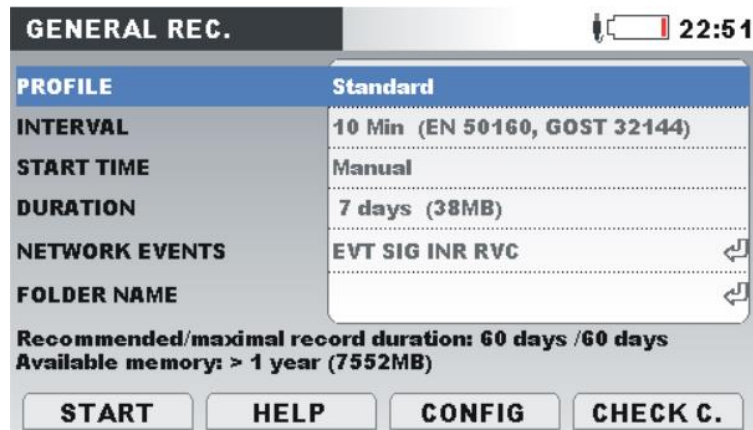 GENERAL REC. 22:51
PROFILE Standard
INTERVAL 10 Min (EN 50160, GOST 32144)
START TIME Manual
DURATION 7 days (38MB)
NETWORK EVENTS EVT SIG INR RVC
FOLDER NAME
Recommended/maximal record duration: 60 days /60 days
Available memory: > 1 year (7552MB)
START HELP CONFIG CHECK C.